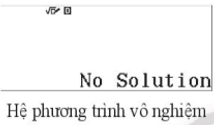 √▱ D
No Solution
Hệ phương trình vô nghiệm